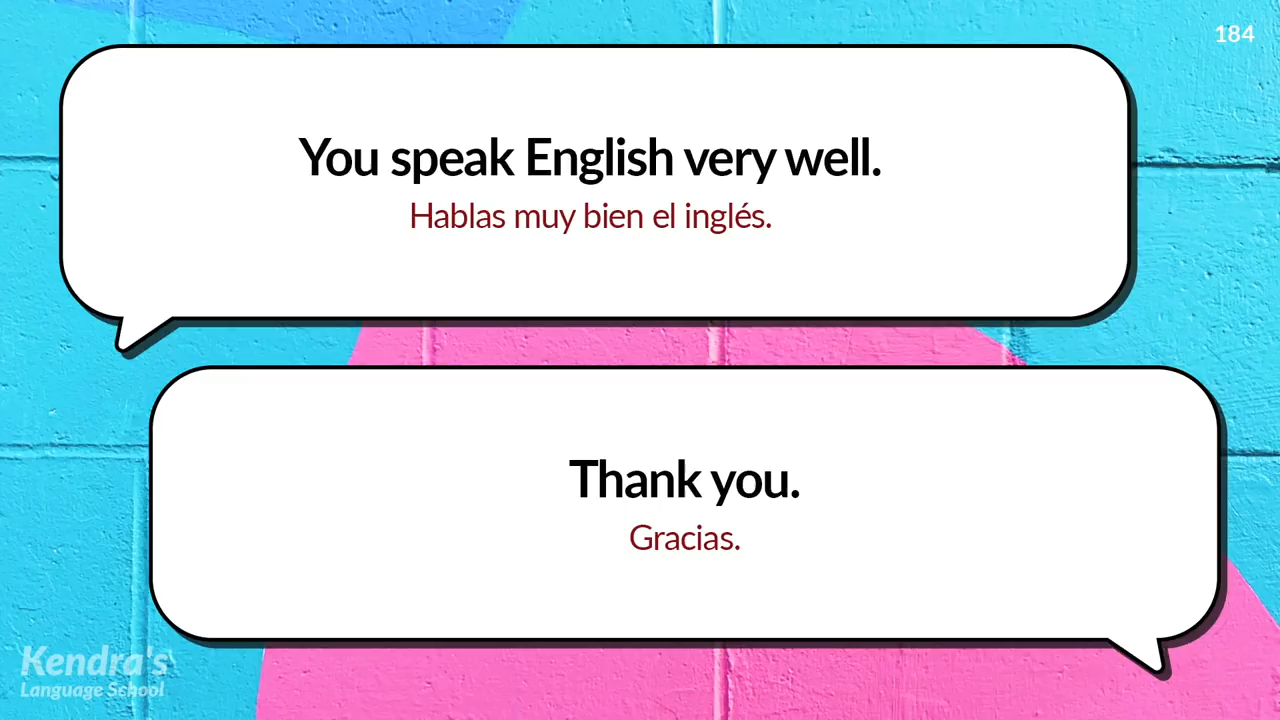 184
You speak English very well.
Hablas muy bien el inglés.
Thank you.
Gracias.
Kendra's
Language School